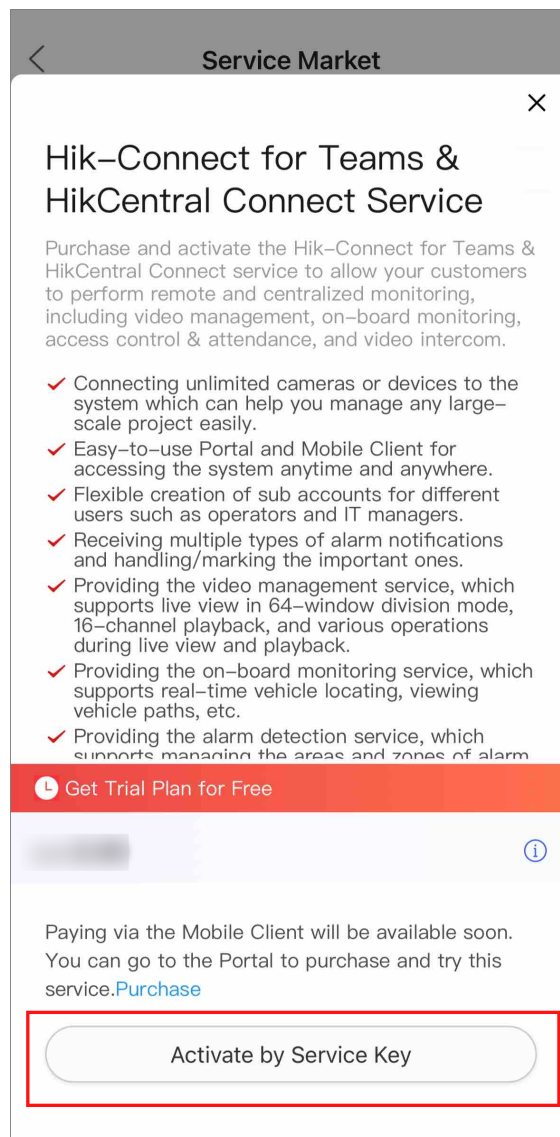 Service Market
Hik-Connect for Teams &
HikCentral Connect Service
Purchase and activate the Hik-Connect for Teams &
HikCentral Connect service to allow your customers
to perform remote and centralized monitoring,
including video management, on-board monitoring,
access control & attendance, and video intercom.
Connecting unlimited cameras or devices to the
system which can help you manage any large-
scale project easily.
Easy-to-use Portal and Mobile Client for
accessing the system anytime and anywhere.
Flexible creation of sub accounts for different
users such as operators and IT managers.
Receiving multiple types of alarm notifications
and handling/marking the important ones.
Providing the video management service, which
supports live view in 64-window division mode,
16-channel playback, and various operations
during live view and playback.
Providing the on-board monitoring service, which
supports real-time vehicle locating, viewing
vehicle paths, etc.
Providing the alarm detection service, which
supports managing the areas and zones of alarm
Get Trial Plan for Free
Paying via the Mobile Client will be available soon.
You can go to the Portal to purchase and try this
service.Purchase
Activate by Service Key